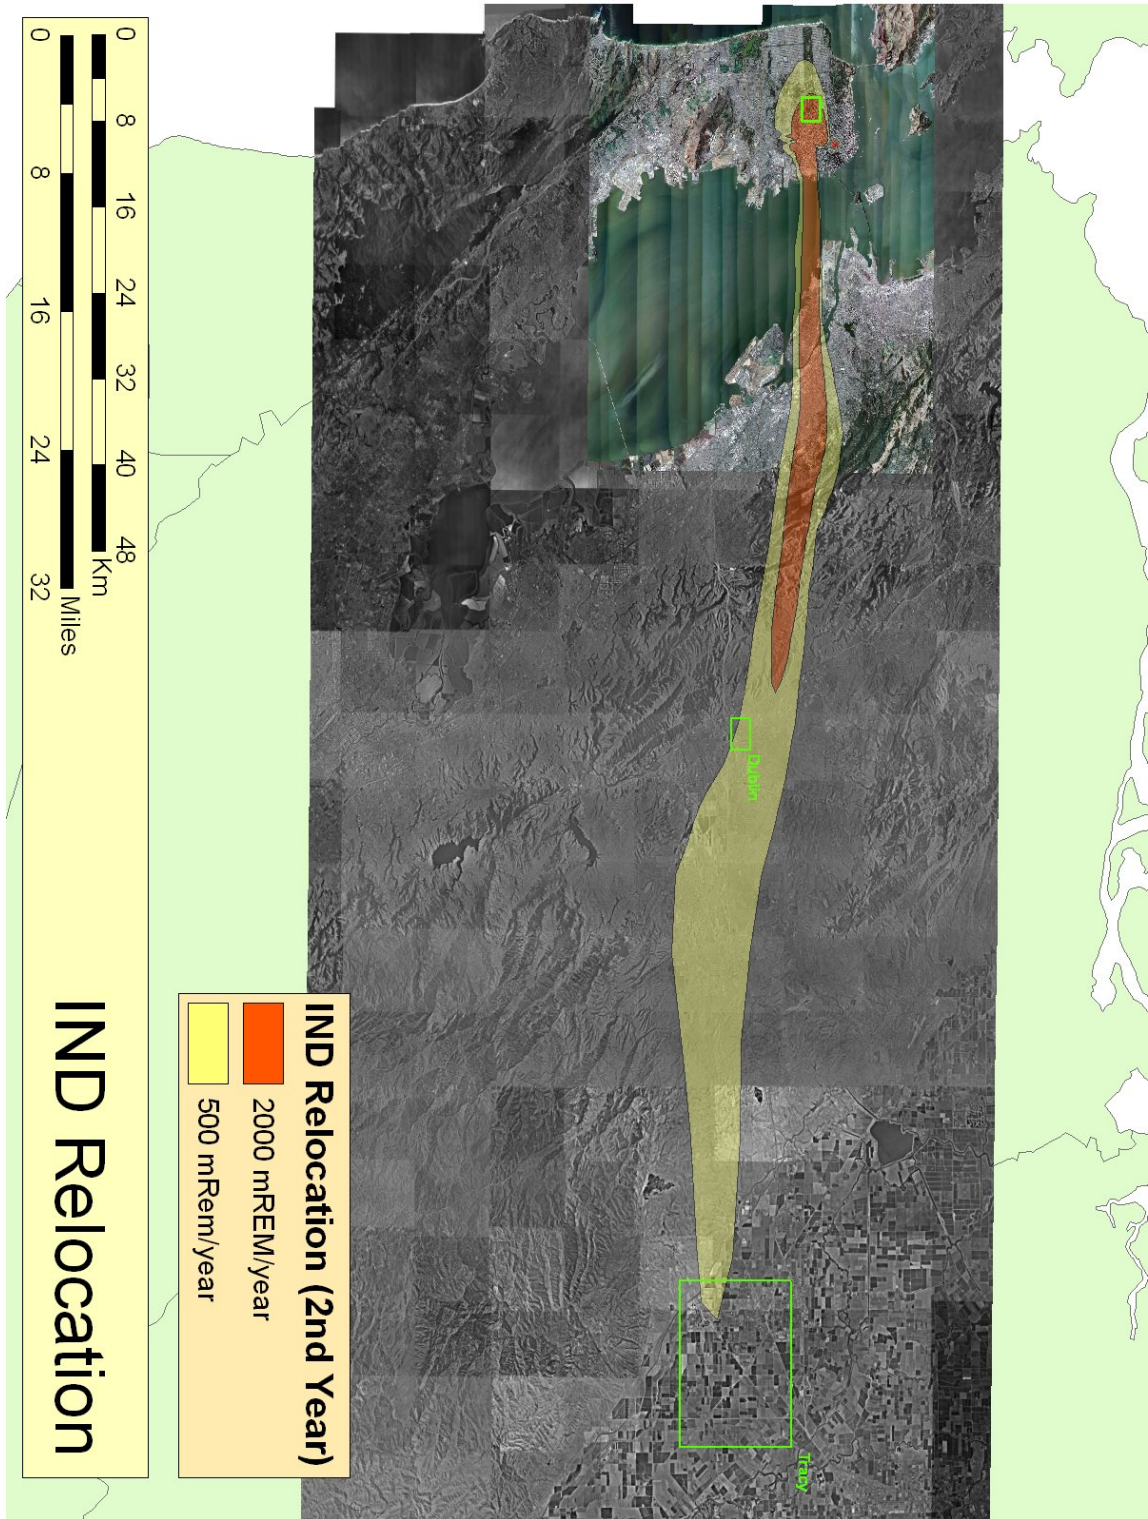 Dublin
Tracy
IND Relocation (2nd Year)
2000 mREM/year
500 mRem/year
0 8 16 24 32 40 48
Km
0 8 16 24 32
Miles
IND Relocation